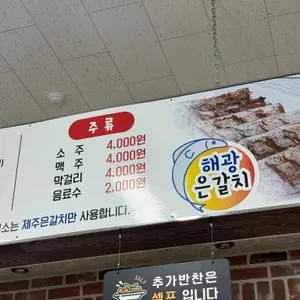 주류
소 주 4,000원
맥 주 4,000원
막걸리 4,000원
음료수 2,000원
해광
은갈치
소는 제주은갈치만 사용합니다.
SELF
추가반찬은
셀프입니다